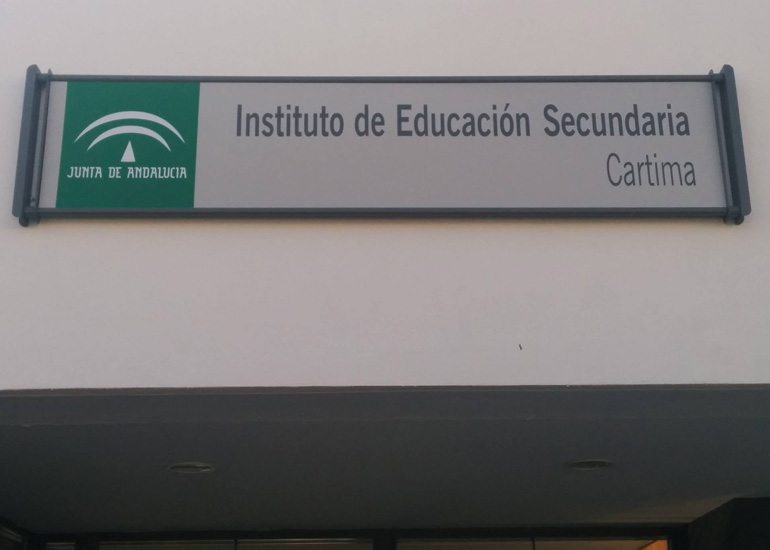 JUNTA DE ANDALUCIA
Instituto de Educación Secundaria
Cartima